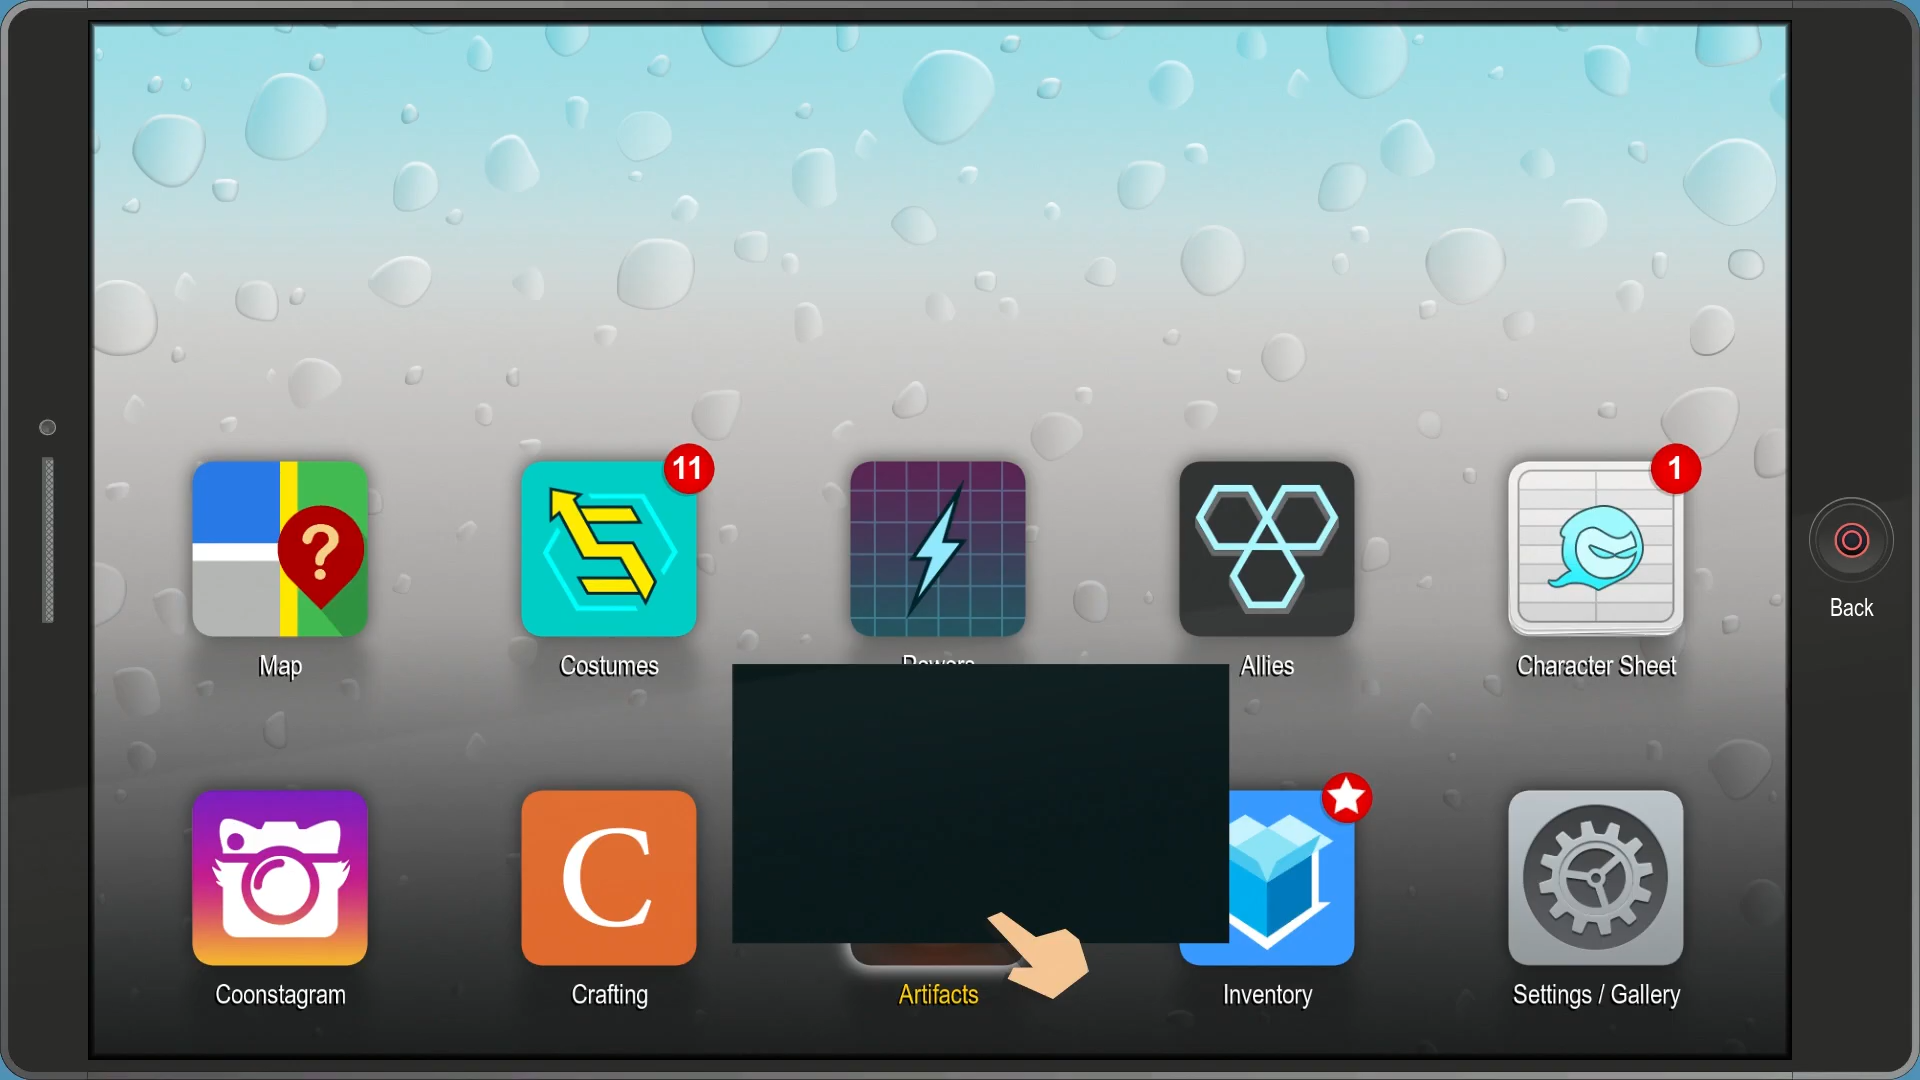 11
1
?
Map
Costumes
Allies
Character Sheet
Back
C
Coonstagram
Crafting
Artifacts
Inventory
Settings / Gallery